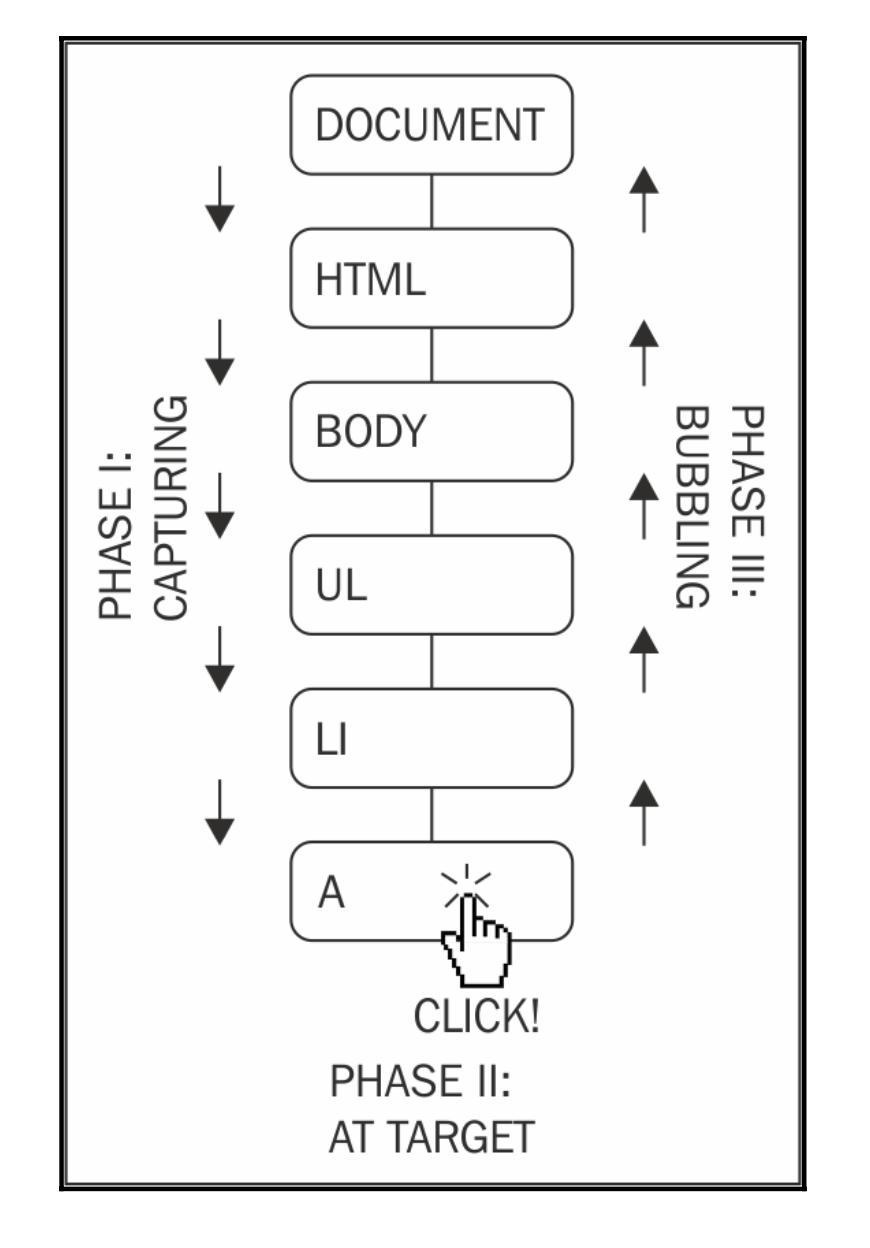 DOCUMENT
HTML
BODY
UL
LI
A
PHASE I:
CAPTURING
PHASE III:
BUBBLING
CLICK!
PHASE II:
AT TARGET